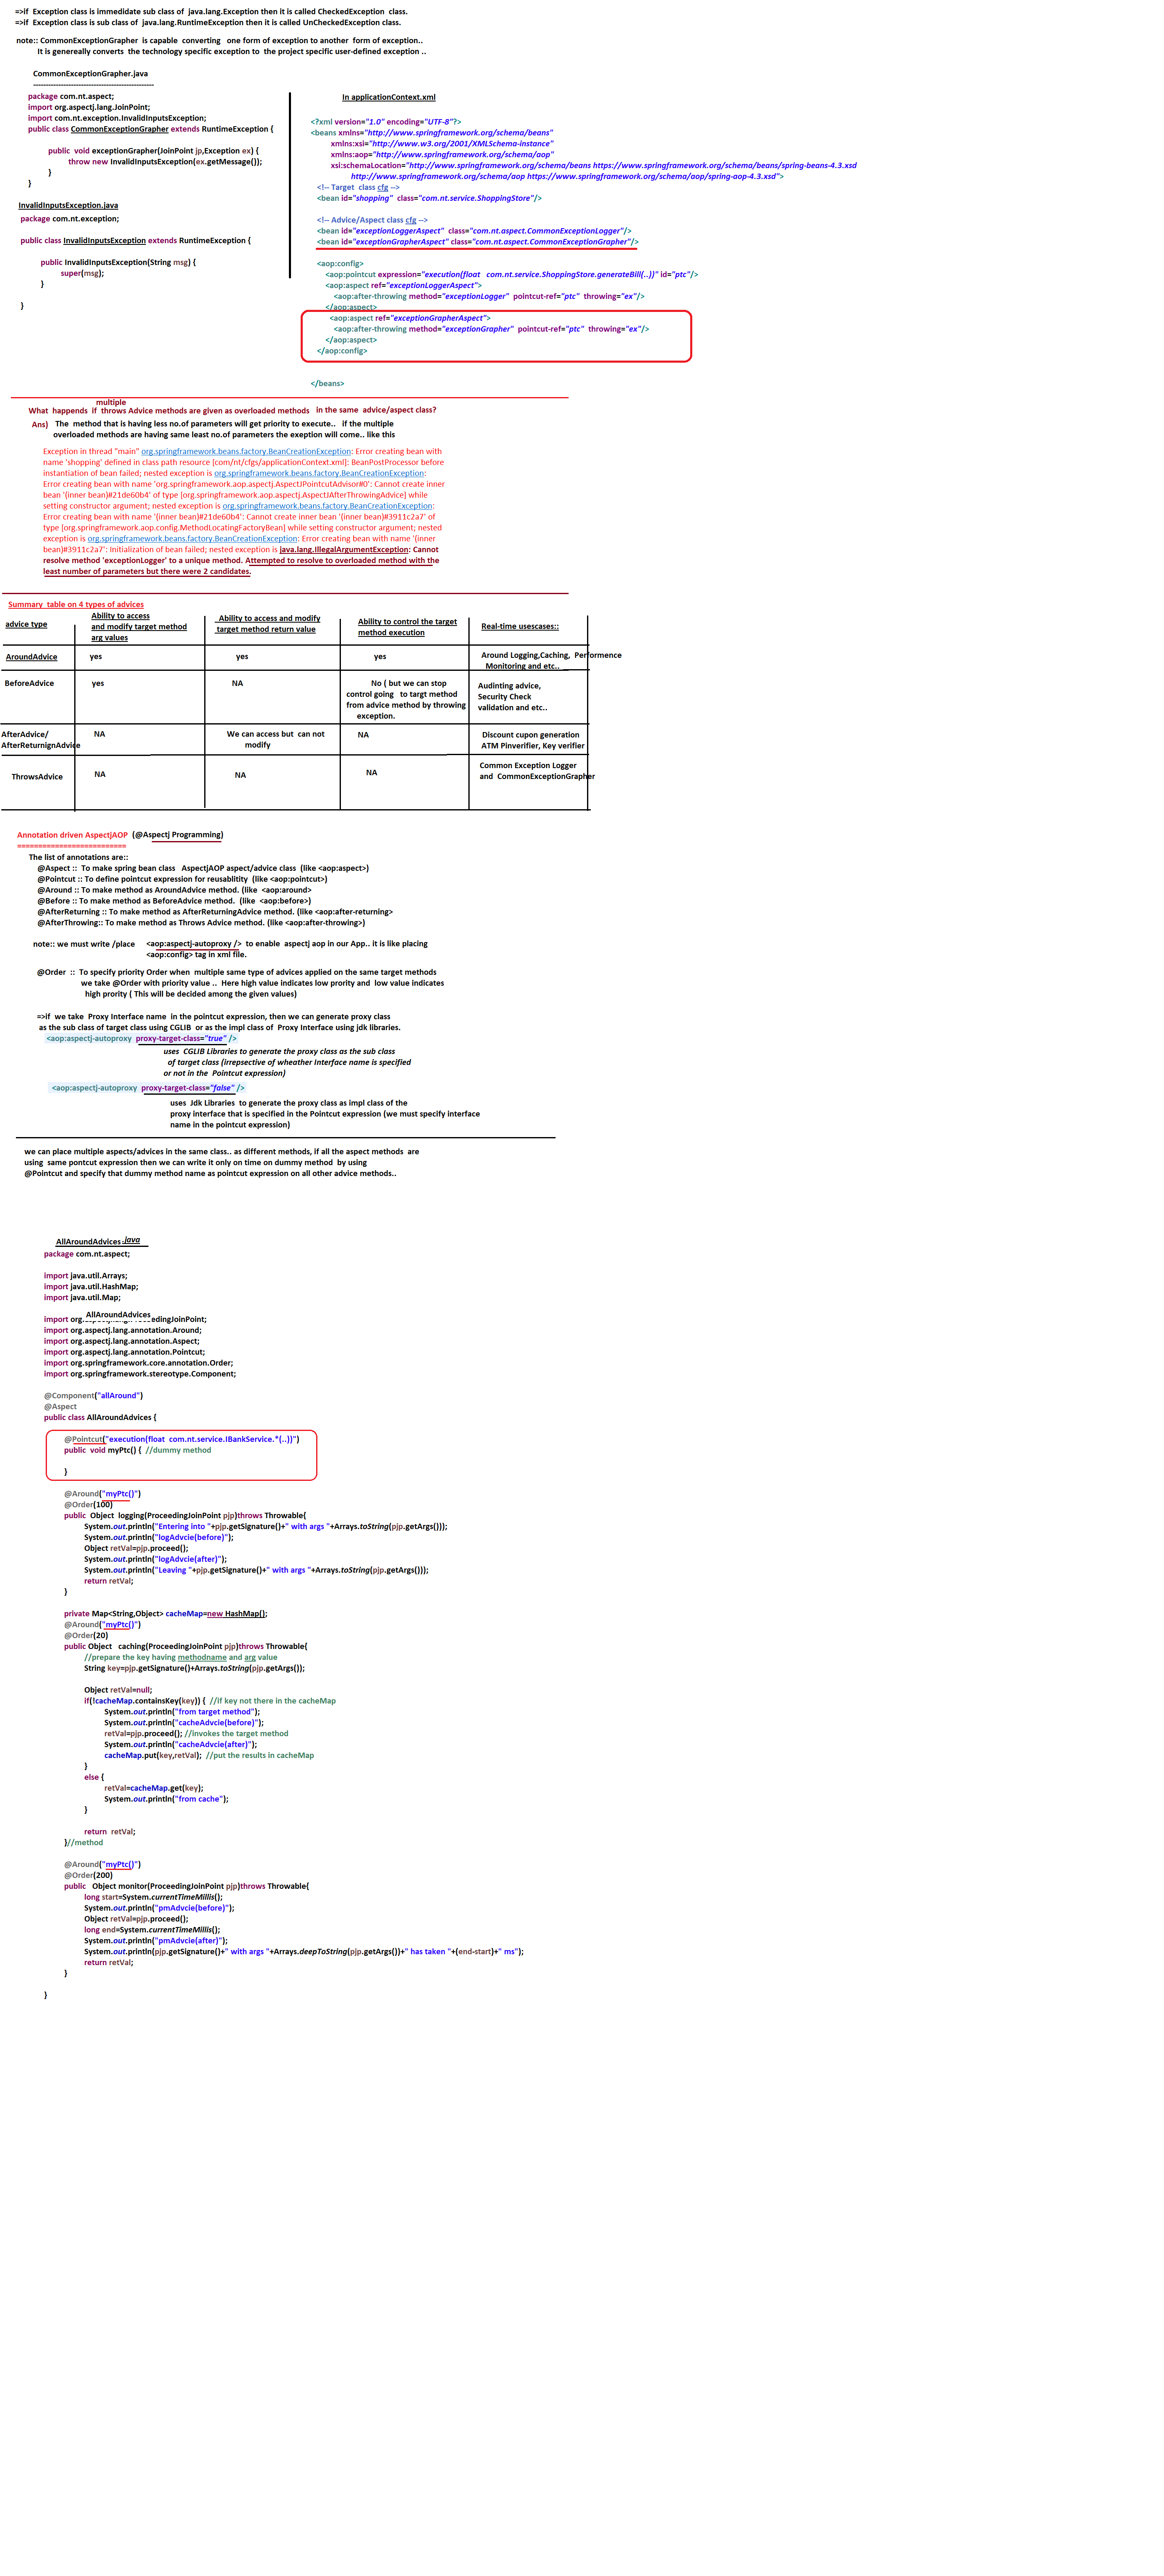 =>if  Exception class is immedidate sub class of  java.lang.Exception then it is called CheckedException  class.
=>if  Exception class is sub class of  java.lang.RuntimeException then it is called UnCheckedException class.
note:: CommonExceptionGrapher  is capable  converting   one form of exception to another  form of exception..
It is genereally converts  the technology specific exception to  the project specific user-defined exception ..
CommonExceptionGrapher.java
-------------------------------------------------
package com.nt.aspect;
import org.aspectj.lang.JoinPoint;
import com.nt.exception.InvalidInputsException;
public class CommonExceptionGrapher extends RuntimeException {
public  void exceptionGrapher(JoinPoint jp,Exception ex) {
throw new InvalidInputsException(ex.getMessage());
}
}
InvalidInputsException.java
package com.nt.exception;
public class InvalidInputsException extends RuntimeException {
public InvalidInputsException(String msg) {
super(msg);
}
}
In applicationContext.xml
<?xml version="1.0" encoding="UTF-8"?>
<beans xmlns="http://www.springframework.org/schema/beans"
xmlns:xsi="http://www.w3.org/2001/XMLSchema-instance"
xmlns:aop="http://springframework.org/schema/aop"
xsi:schemaLocation="http://www.springframework.org/schema/beans https://www.springframework.org/schema/beans/spring-beans-4.3.xsd
http://www.springframework.org/schema/aop https://springframework.org/schema/aop/spring-aop-4.3.xsd">
<!-- Target  class cfg -->
<bean id="shopping"  class="com.nt.service.ShoppingStore"/>
<!-- Advice/Aspect class cfg -->
<bean id="exceptionLoggerAspect"  class="com.nt.aspect.CommonExceptionLogger"/>
<bean id="exceptionGrapherAspect" class="com.nt.aspect.CommonExceptionGrapher"/>
<aop:config>
<aop:pointcut expression="execution(float   com.nt.service.ShoppingStore.generateBill(..))" id="ptc"/>
<aop:aspect ref="exceptionLoggerAspect">
<aop:after-throwing method="exceptionLogger"  pointcut-ref="ptc"  throwing="ex"/>
</aop:aspect>
<aop:aspect ref="exceptionGrapherAspect">
<aop:after-throwing method="exceptionGrapher"  pointcut-ref="ptc"  throwing="ex"/>
</aop:aspect>
</aop:config>
</beans>
multiple
What  happends  if  throws Advice methods are given as overloaded methods   in the same  advice/aspect class?
Ans)   The  method that is having less no.of parameters will get priority to execute..   if the multiple
overloaded methods are having same least no.of parameters the exeption will come.. like this
Exception in thread "main" org.springframework.beans.factory.BeanCreationException: Error creating bean with
name 'shopping' defined in class path resource [com/nt/cfgs/applicationContext.xml]: BeanPostProcessor before
instantiation of bean failed; nested exception is org.springframework.beans.factory.BeanCreationException:
Error creating bean with name 'org.springframework.aop.aspectj.AspectJPointcutAdvisor#0': Cannot create inner
bean '(inner bean)#21de60b4' of type [org.springframework.aop.aspectj.AspectJAfterThrowingAdvice] while
setting constructor argument; nested exception is org.springframework.beans.factory.BeanCreationException:
Error creating bean with name '(inner bean)#21de60b4': Cannot create inner bean '(inner bean)#3911c2a7' of
type [org.springframework.aop.config.MethodLocatingFactoryBean] while setting constructor argument; nested
exception is org.springframework.beans.factory.BeanCreationException: Error creating bean with name '(inner
bean)#3911c2a7': Initialization of bean failed; nested exception is java.lang.IllegalArgumentException: Cannot
resolve method 'exceptionLogger' to a unique method. Attempted to resolve to overloaded method with the
least number of parameters but there were 2 candidates.
Summary  table on 4 types of advices
advice type
Ability to access
and modify target method
arg values
Ability to access and modify
target method return value
Ability to control the target
method execution
Real-time usescases::
AroundAdvice
yes
yes
yes
Around Logging,Caching,  Performence
Monitoring and etc..
BeforeAdvice
yes
NA
No ( but we can stop
control going   to targt method
from advice method by throwing
exception.
Audinting advice,
Security Check
validation and etc..
AfterAdvice/
AfterReturnignAdvice
NA
We can access but  can not
modify
NA
Discount cupon generation
ATM Pinverifier, Key verifier
ThrowsAdvice
NA
NA
NA
Common Exception Logger
and  CommonExceptionGrapher
Annotation driven AspectjAOP  (@Aspectj Programming)
==========================
The list of annotations are::
@Aspect ::  To make spring bean class   AspectjAOP aspect/advice class  (like <aop:aspect>)
@Pointcut :: To define pointcut expression for reusablitity  (like <aop:pointcut>)
@Around :: To make method as AroundAdvice method. (like  <aop:around>
@Before :: To make method as BeforeAdvice method.  (like  <aop:before>)
@AfterReturning :: To make method as AfterReturningAdvice method. (like <aop:after-returning>
@AfterThrowing:: To make method as Throws Advice method. (like <aop:after-throwing>)
note:: we must write /place     <aop:aspectj-autoproxy />  to enable  aspectj aop in our App.. it is like placing
<aop:config> tag in xml file.
@Order  ::  To specify priority Order when  multiple same type of advices applied on the same target methods
we take @Order with priority value ..  Here high value indicates low prority and  low value indicates
high prority ( This will be decided among the given values)
=>if  we take  Proxy Interface name  in the pointcut expression, then we can generate proxy class
as the sub class of target class using CGLIB  or as the impl class of  Proxy Interface using jdk libraries.
<aop:aspectj-autoproxy  proxy-target-class="true" />
uses  CGLIB Libraries to generate the proxy class as the sub class
of target class (irrepsective of wheather Interface name is specified
or not in the  Pointcut expression)
<aop:aspectj-autoproxy  proxy-target-class="false" />
uses  Jdk Libraries  to generate the proxy class as impl class of the
proxy interface that is specified in the Pointcut expression (we must specify interface
name in the pointcut expression)
we can place multiple aspects/advices in the same class.. as different methods, if all the aspect methods  are
using  same pontcut expression then we can write it only on time on dummy method  by using
@Pointcut and specify that dummy method name as pointcut expression on all other advice methods..
AllAroundAdvices.java
package com.nt.aspect;
import java.util.Arrays;
import java.util.HashMap;
import java.util.Map;
AllAroundAdvices
import org.aspectj.lang.ProceedingJoinPoint;
import org.aspectj.lang.annotation.Around;
import org.aspectj.lang.annotation.Aspect;
import org.aspectj.lang.annotation.Pointcut;
import org.springframework.core.annotation.Order;
import org.springframework.stereotype.Component;
@Component("allAround")
@Aspect
public class AllAroundAdvices {
@Pointcut("execution(float  com.nt.service.IBankService.*(..))")
public  void myPtc() {  //dummy method
}
@Around("myPtc()")
@Order(100)
public  Object  logging(ProceedingJoinPoint pjp)throws Throwable{
System.out.println("Entering into "+pjp.getSignature()+" with args "+Arrays.toString(pjp.getArgs()));
System.out.println("logAdvcie(before)");
Object retVal=pjp.proceed();
System.out.println("logAdvcie(after)");
System.out.println("Leaving "+pjp.getSignature()+" with args "+Arrays.toString(pjp.getArgs()));
return retVal;
}
private Map<String,Object> cacheMap=new HashMap();
@Around("myPtc()")
@Order(20)
public Object   caching(ProceedingJoinPoint pjp)throws Throwable{
//prepare the key having methodname and arg value
String key=pjp.getSignature()+Arrays.toString(pjp.getArgs());
Object retVal=null;
if(!cacheMap.containsKey(key)) {  //if key not there in the cacheMap
System.out.println("from target method");
System.out.println("cacheAdvcie(before)");
retVal=pjp.proceed(); //invokes the target method
System.out.println("cacheAdvcie(after)");
cacheMap.put(key,retVal);  //put the results in cacheMap
}
else {
retVal=cacheMap.get(key);
System.out.println("from cache");
}
return  retVal;
}//method
@Around("myPtc()")
@Order(200)
public   Object monitor(ProceedingJoinPoint pjp)throws Throwable{
long start=System.currentTimeMillis();
System.out.println("pmAdvcie(before)");
Object retVal=pjp.proceed();
long end=System.currentTimeMillis();
System.out.println("pmAdvcie(after)");
System.out.println(pjp.getSignature()+" with args "+Arrays.deepToString(pjp.getArgs())+" has taken "+(end-start)+" ms");
return retVal;
}
}